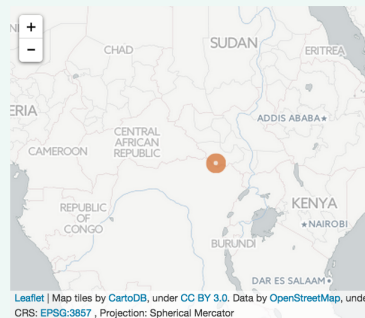 +
−
CHAD
SUDAN
ERITREA
ERIA
ADDIS ABABA★
CENTRAL
AFRICAN
REPUBLIC
CAMEROON
REPUBLIC
OF
CONGO
KENYA
★NAIROBI
BURUNDI
DAR ES SALAAM
Leaflet | Map tiles by CartoDB, under CC BY 3.0. Data by OpenStreetMap, unde
CRS: EPSG:3857 , Projection: Spherical Mercator